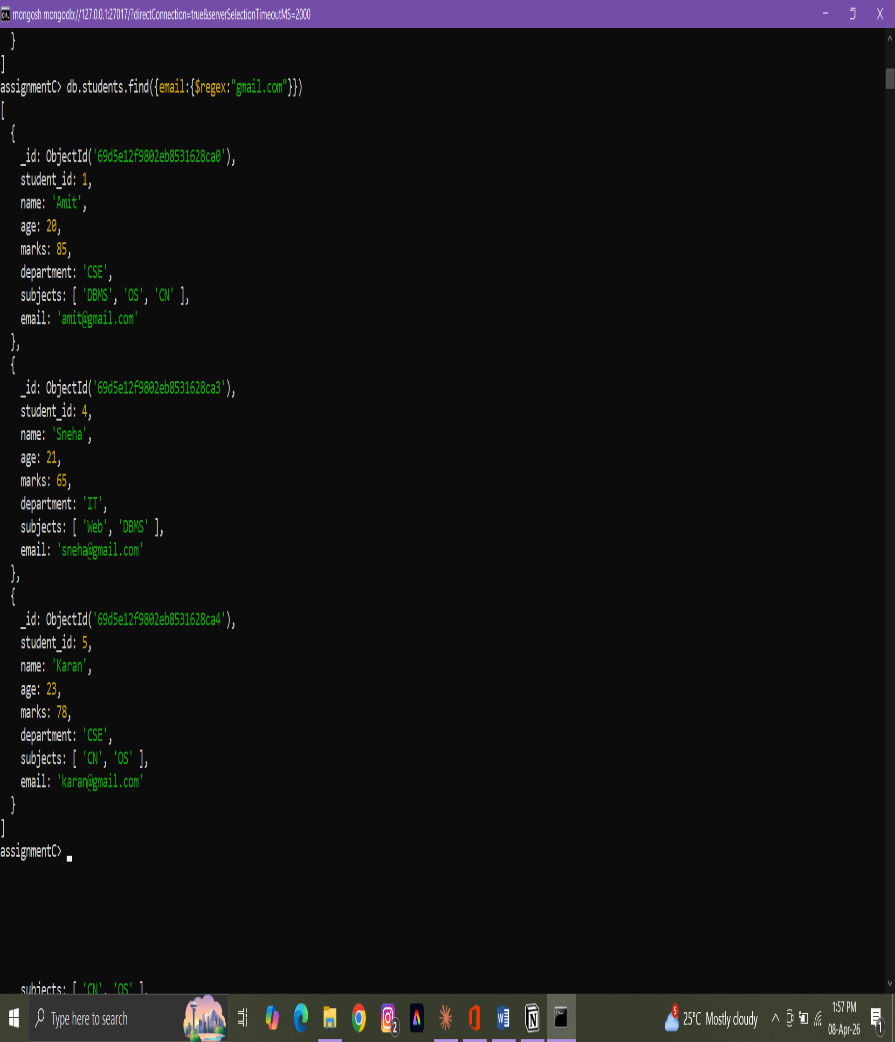 mongosh mongodb://127.0.0.1:27017/?directConnection=true&serverSelectionTimeoutMS=2000
}
]
assignmentC> db.students.find({email:{$regex:"gmail.com"}})
[
{
_id: ObjectId('69d5e12f9802eb8531628ca0'),
student_id: 1,
name: 'Amit',
age: 20,
marks: 85,
department: 'CSE',
subjects: [ 'DBMS', 'OS', 'CN' ],
email: 'amit@gmail.com'
},
{
_id: ObjectId('69d5e12f9802eb8531628ca3'),
student_id: 4,
name: 'Sneha',
age: 21,
marks: 65,
department: 'IT',
subjects: [ 'Web', 'DBMS' ],
email: 'sneha@gmail.com'
},
{
_id: ObjectId('69d5e12f9802eb8531628ca4'),
student_id: 5,
name: 'Karan',
age: 23,
marks: 78,
department: 'CSE',
subjects: [ 'CN', 'OS' ],
email: 'karan@gmail.com'
}
]
assignmentC>
subjects: [ 'CN', 'OS' ],
Type here to search
2
5
25°C Mostly cloudy
1:57 PM
08-Apr-26
1